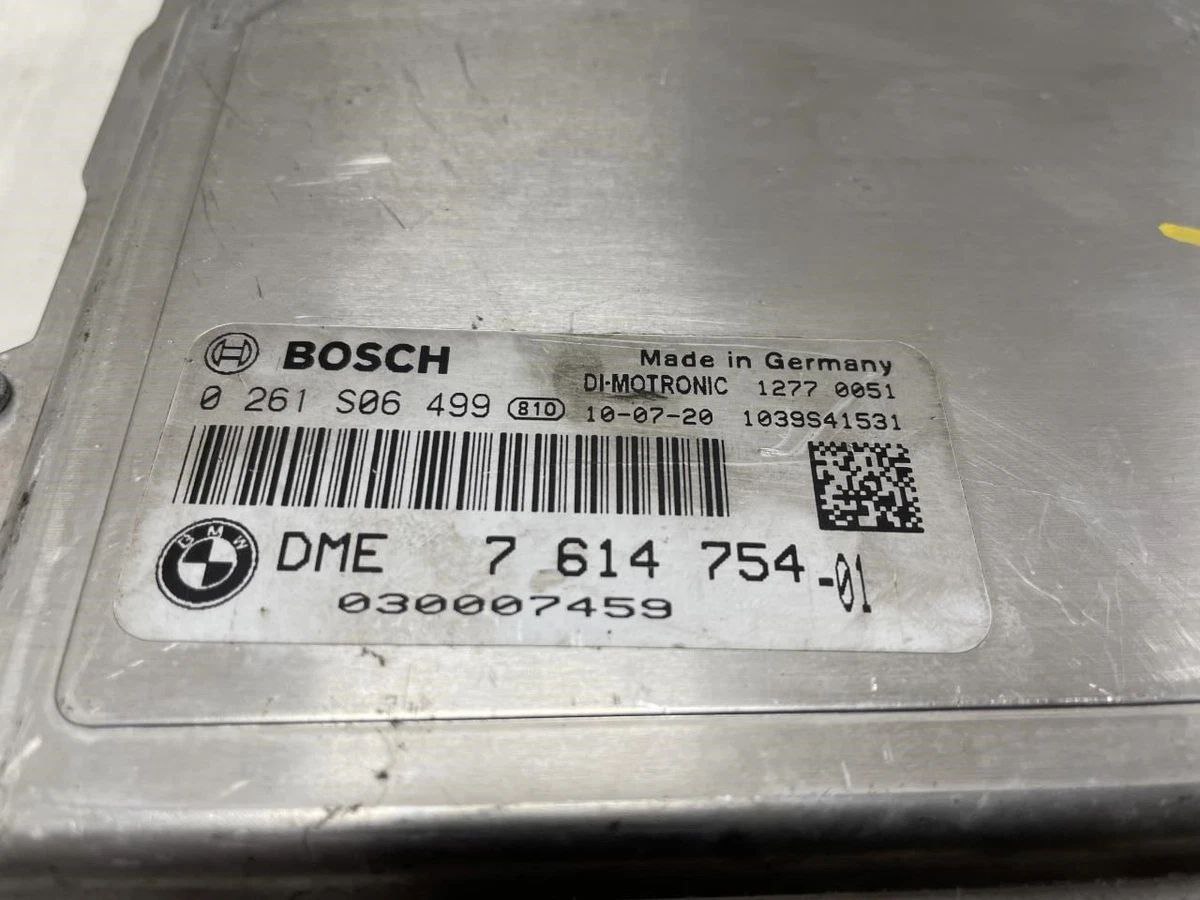 BOSCH
Made in Germany
DI-MOTRONIC 1277 0051
0 261 S06 499 810 10-07-20 1039S41531
BMW
DME 7 614 754-01
030007459